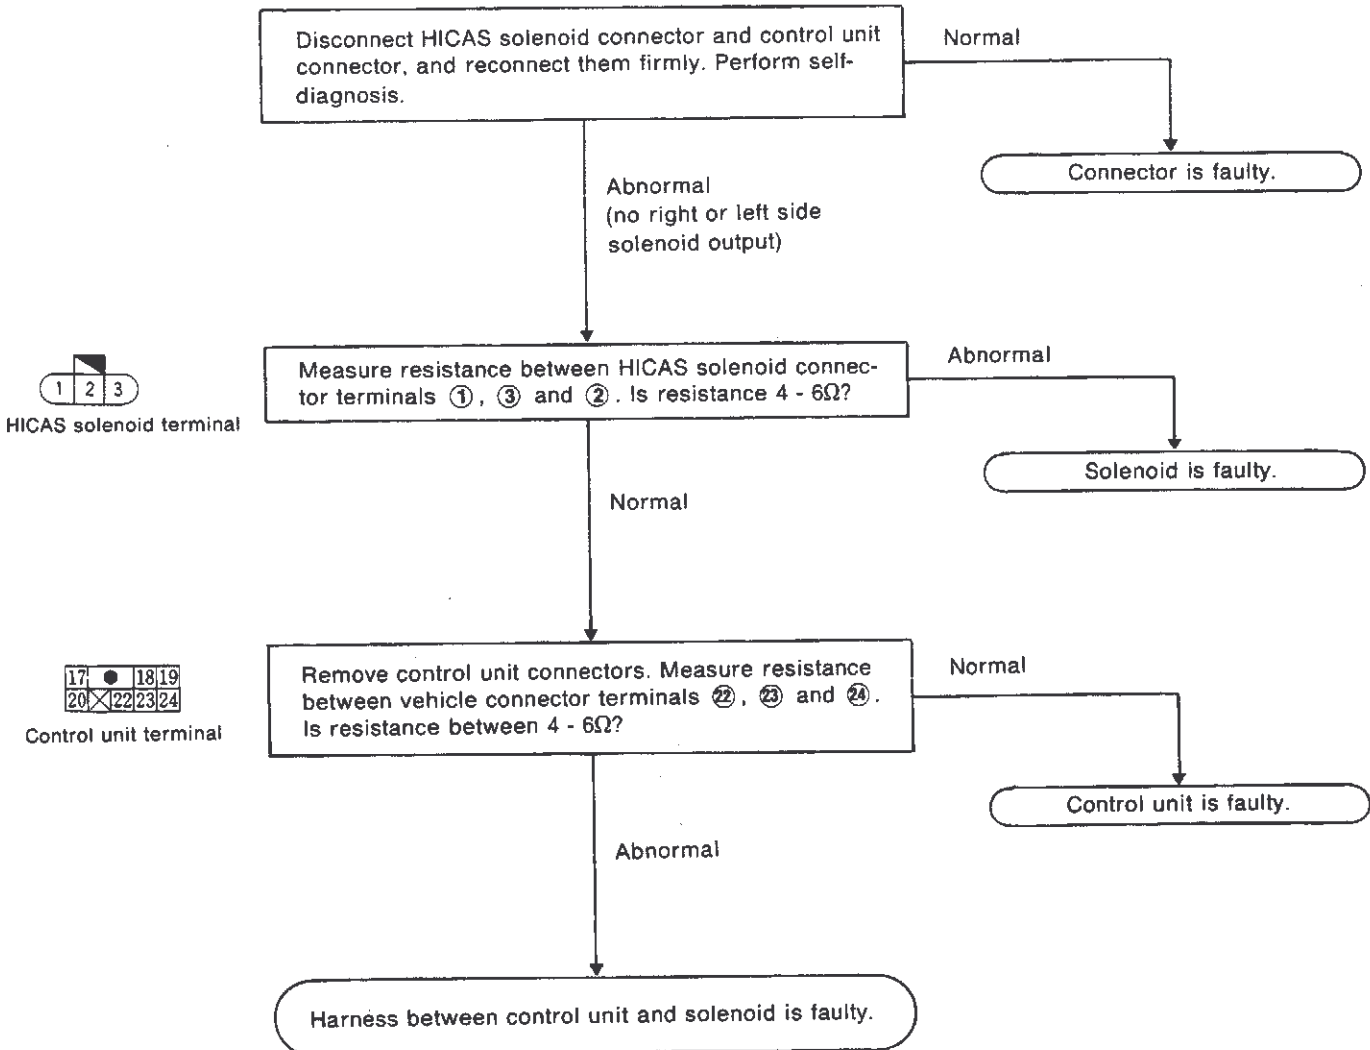 Disconnect HICAS solenoid connector and control unit
connector, and reconnect them firmly. Perform self-
diagnosis.
Normal
Connector is faulty.
Abnormal
(no right or left side
solenoid output)
1 2 3
HICAS solenoid terminal
Measure resistance between HICAS solenoid connec-
tor terminals ①, ③ and ②. Is resistance 4 - 6Ω?
Abnormal
Solenoid is faulty.
Normal
17 18 19
20 22 23 24
Control unit terminal
Remove control unit connectors. Measure resistance
between vehicle connector terminals ㉒, ㉓ and ㉔.
Is resistance between 4 - 6Ω?
Normal
Control unit is faulty.
Abnormal
Harness between control unit and solenoid is faulty.